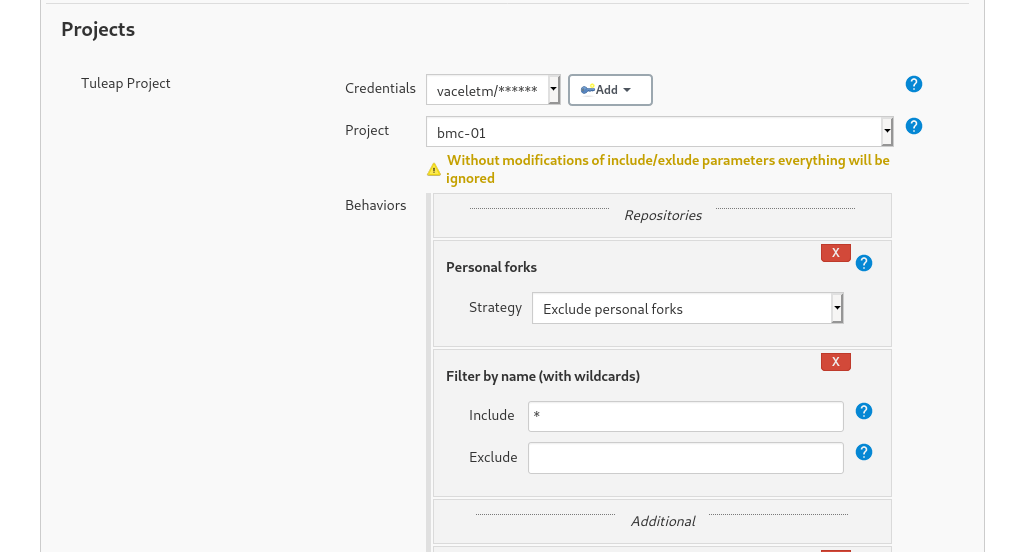 Projects
Tuleap Project
Credentials
vaceletm/******
Add
?
Project
bmc-01
?
Without modifications of include/exlude parameters everything will be
ignored
Behaviors
Repositories
X
Personal forks
?
Strategy
Exclude personal forks
X
Filter by name (with wildcards)
Include
*
?
Exclude
?
Additional